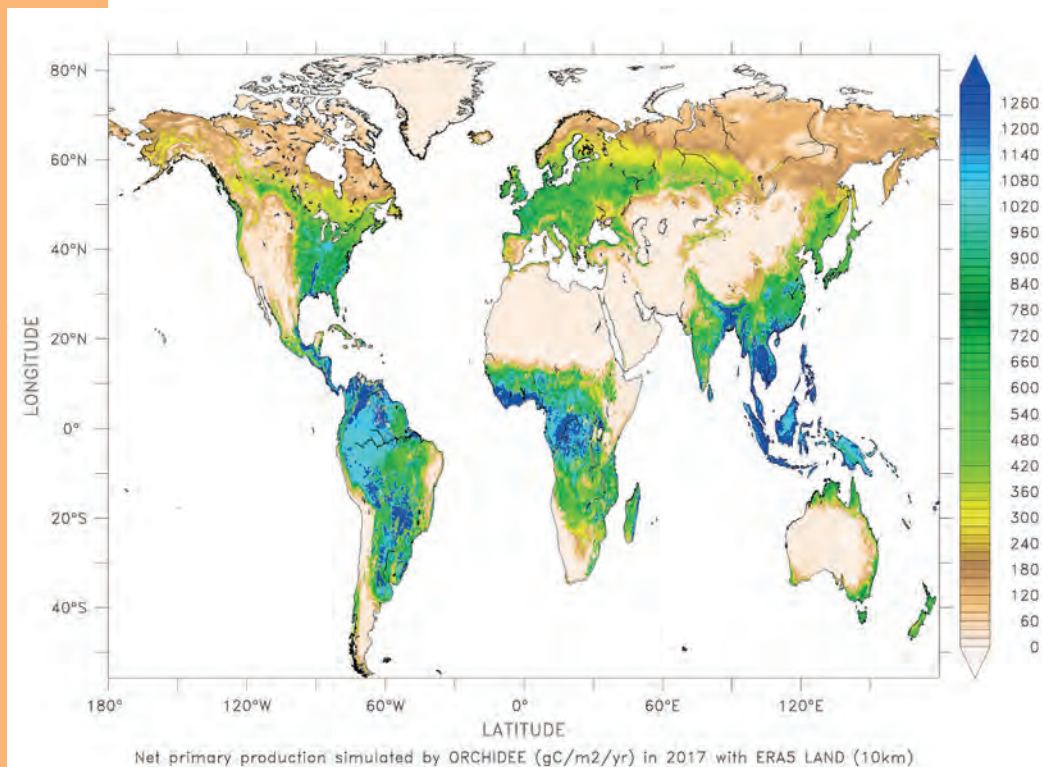 80°N
60°N
40°N
20°N
0°
20°S
40°S
LONGITUDE
180°
120°W
60°W
0°
60°E
120°E
LATITUDE
1260
1200
1140
1080
1020
960
900
840
780
720
660
600
540
480
420
360
300
240
180
120
60
0
Net primary production simulated by ORCHIDEE (gC/m2/yr) in 2017 with ERA5 LAND (10km)